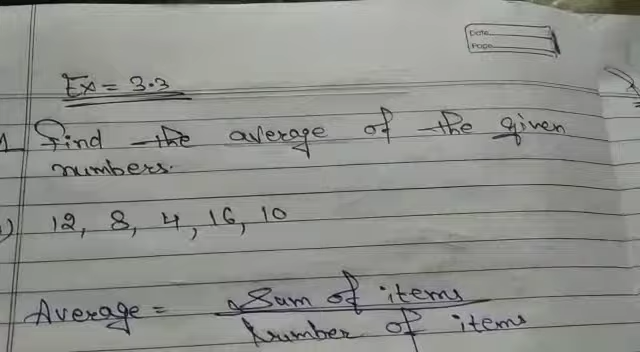 Date
Page
Ex = 3.3
1 Find the average of the given
numbers.
) 12, 8, 4, 16, 10
Average = Sum of items
Number of items